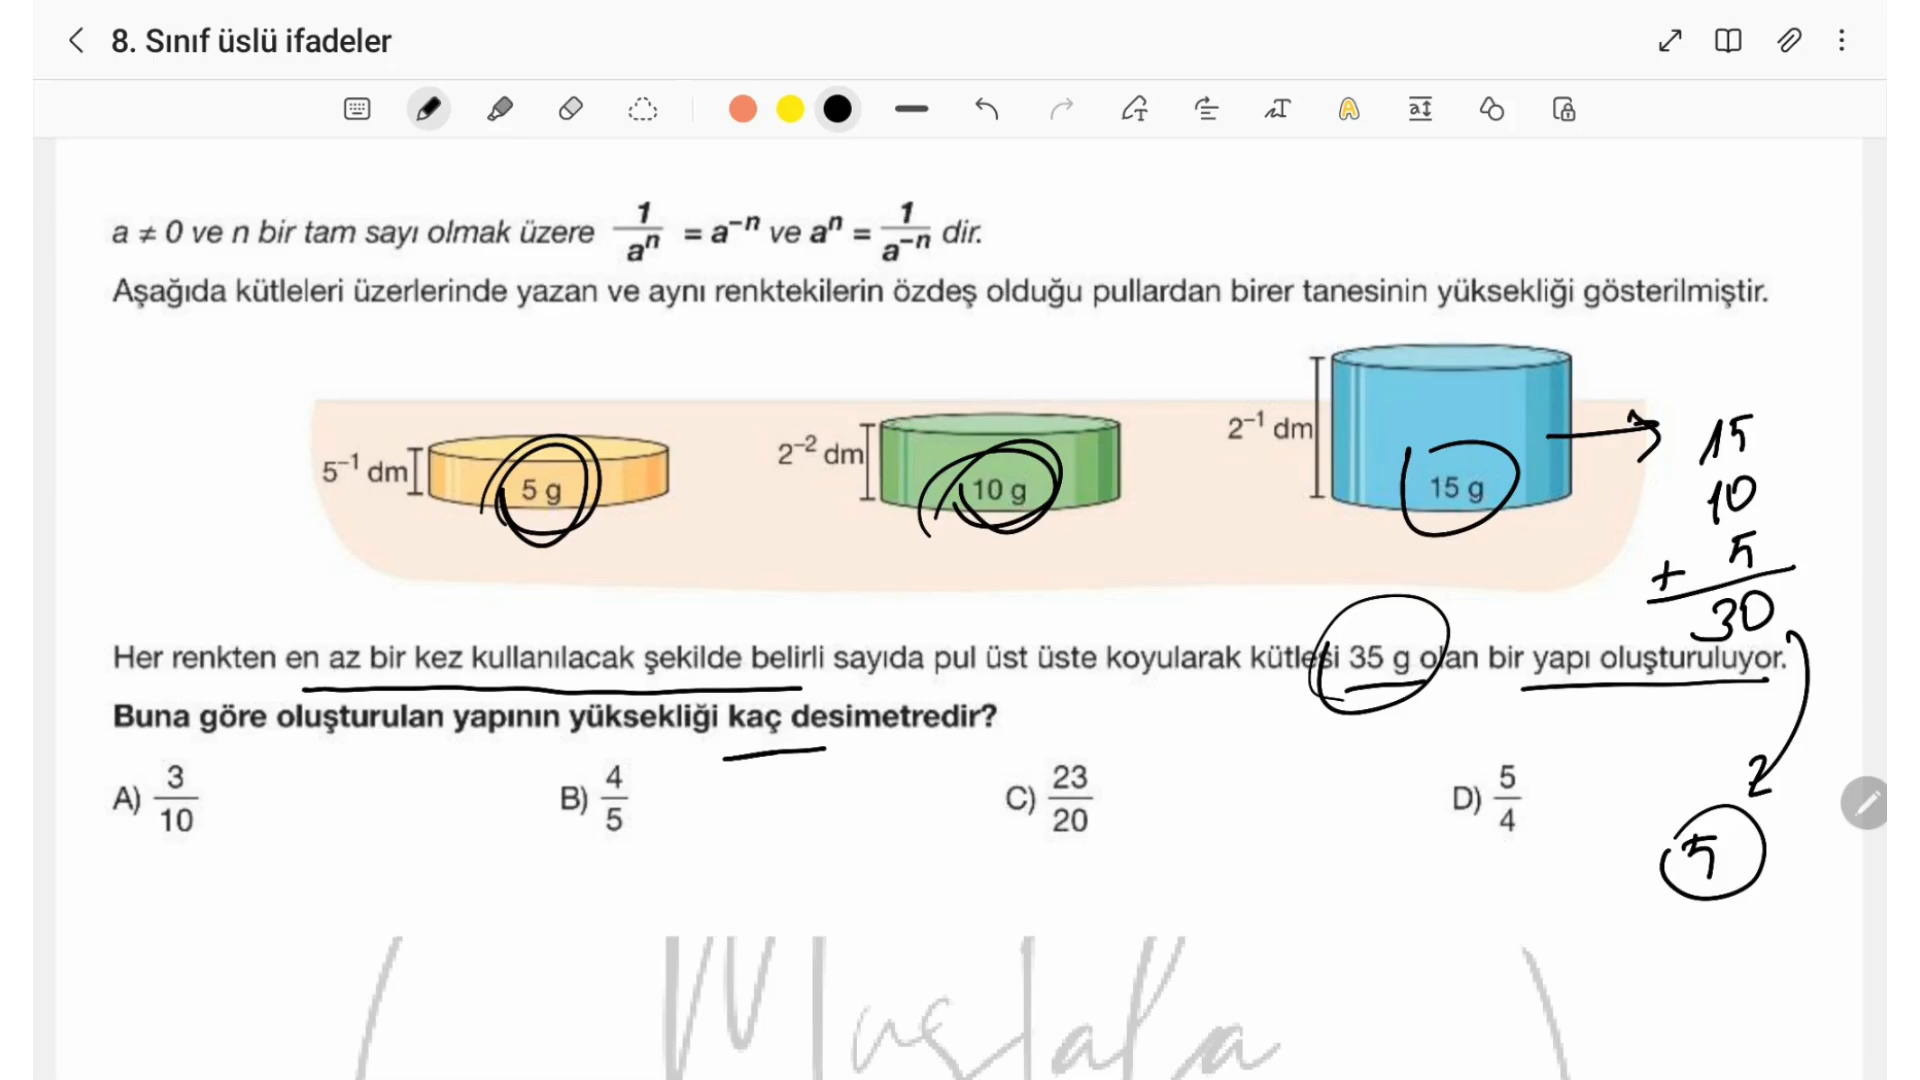 8. Sınıf üslü ifadeler
a ≠ 0 ve n bir tam sayı olmak üzere 1/aⁿ = a⁻ⁿ ve aⁿ = 1/a⁻ⁿ dir.
Aşağıda kütleleri üzerlerinde yazan ve aynı renktekilerin özdeş olduğu pullardan birer tanesinin yüksekliği gösterilmiştir.
5⁻¹ dm
5 g
2⁻² dm
10 g
2⁻¹ dm
15 g
15
10
+ 5
30
Her renkten en az bir kez kullanılacak şekilde belirli sayıda pul üst üste koyularak kütlesi 35 g olan bir yapı oluşturuluyor.
Buna göre oluşturulan yapının yüksekliği kaç desimetredir?
A) 3/10
B) 4/5
C) 23/20
D) 5/4
2
5
Mustafa